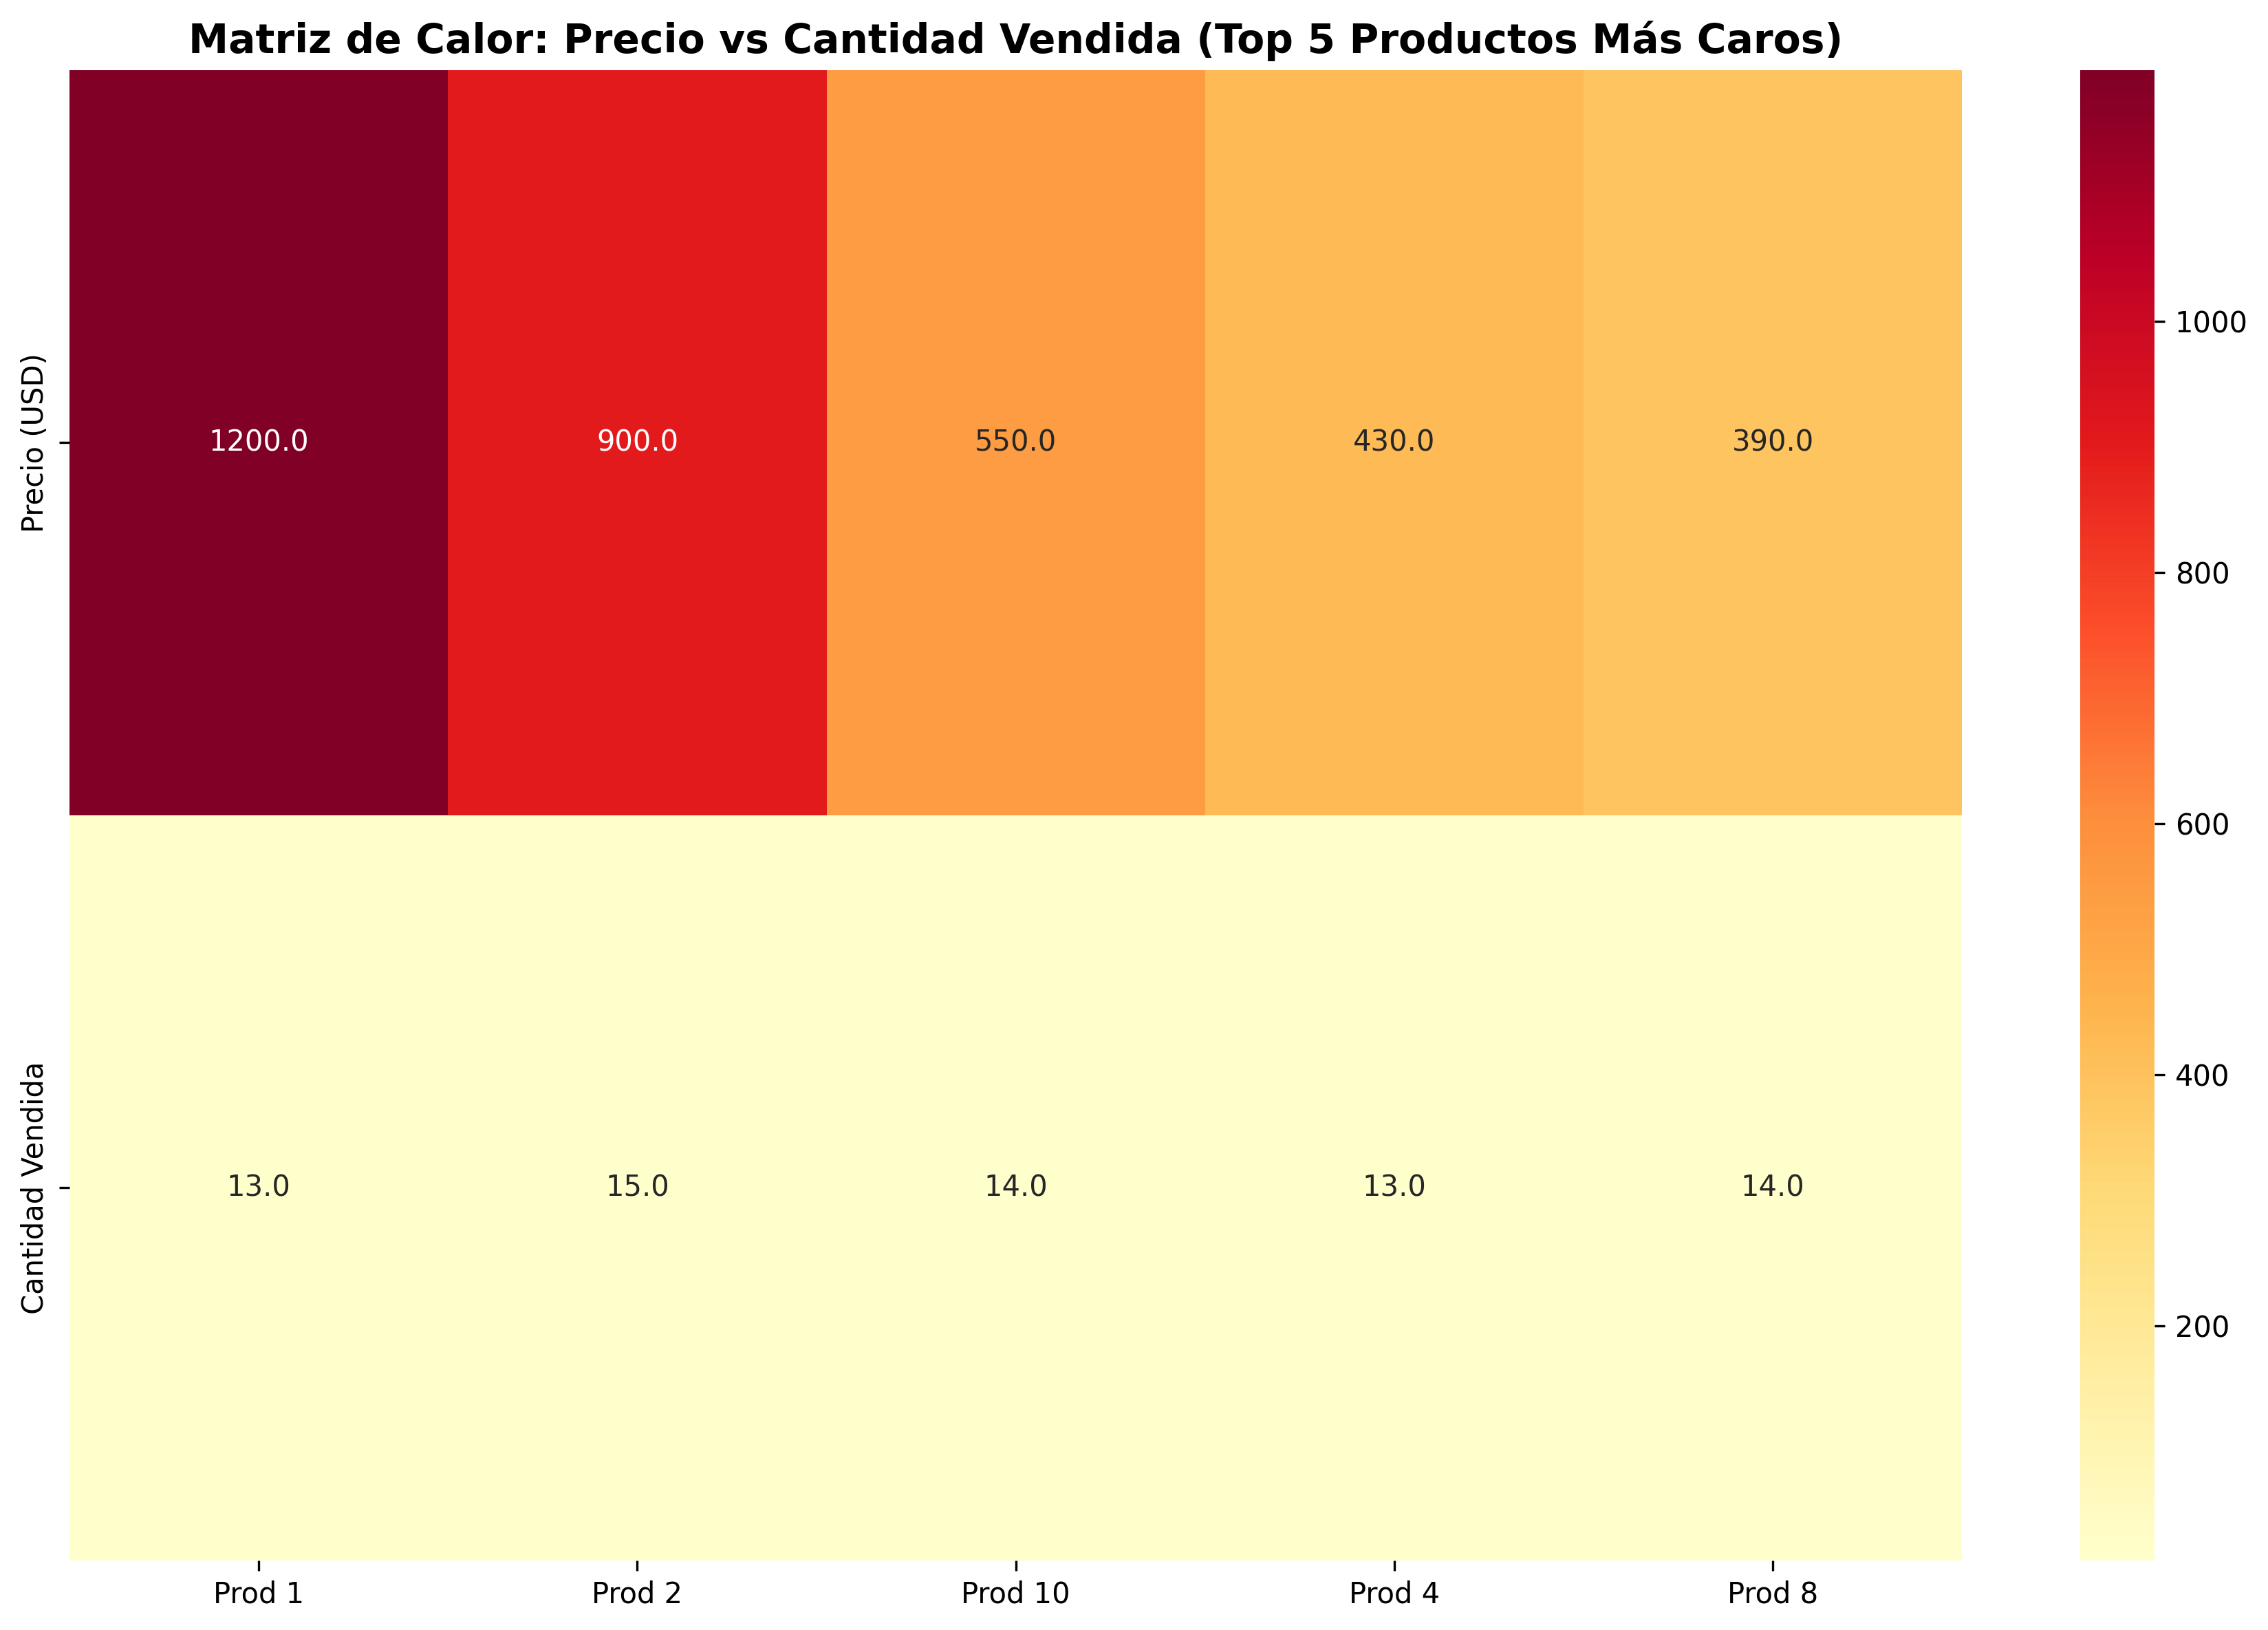 Matriz de Calor: Precio vs Cantidad Vendida (Top 5 Productos Más Caros)
Precio (USD)
1200.0 900.0 550.0 430.0 390.0
Cantidad Vendida
13.0 15.0 14.0 13.0 14.0
Prod 1 Prod 2 Prod 10 Prod 4 Prod 8
1000
800
600
400
200